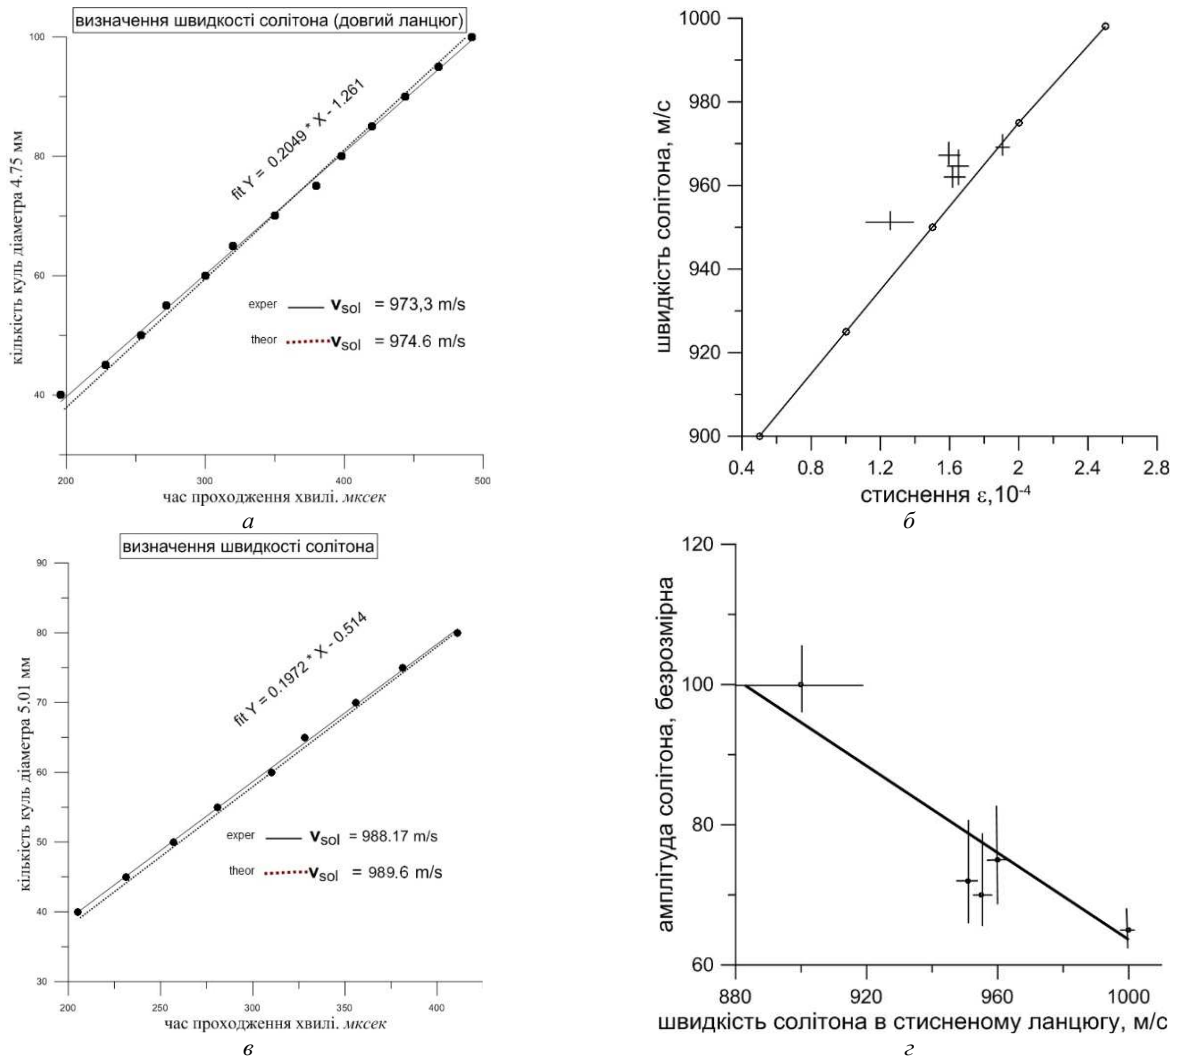 визначення швидкості солітона (довгий ланцюг)
100
80
60
40
200
300
400
500
кількість куль діаметра 4.75 мм
fit Y = 0.2049 * X - 1.261
exper Vsol = 973,3 m/s
theor Vsol = 974.6 m/s
час проходження хвилі. мксек
а
1000
980
960
940
920
900
0.4
0.8
1.2
1.6
2
2.4
2.8
швидкість солітона, м/с
стиснення ε,10-4
б
визначення швидкості солітона
90
80
70
60
50
40
30
200
250
300
350
400
кількість куль діаметра 5.01 мм
fit Y = 0.1972 * X - 0.514
exper Vsol = 988.17 m/s
theor Vsol = 989.6 m/s
час проходження хвилі. мксек
в
120
100
80
60
880
920
960
1000
амплітуда солітона, безрозмірна
швидкість солітона в стисненому ланцюгу, м/с
г